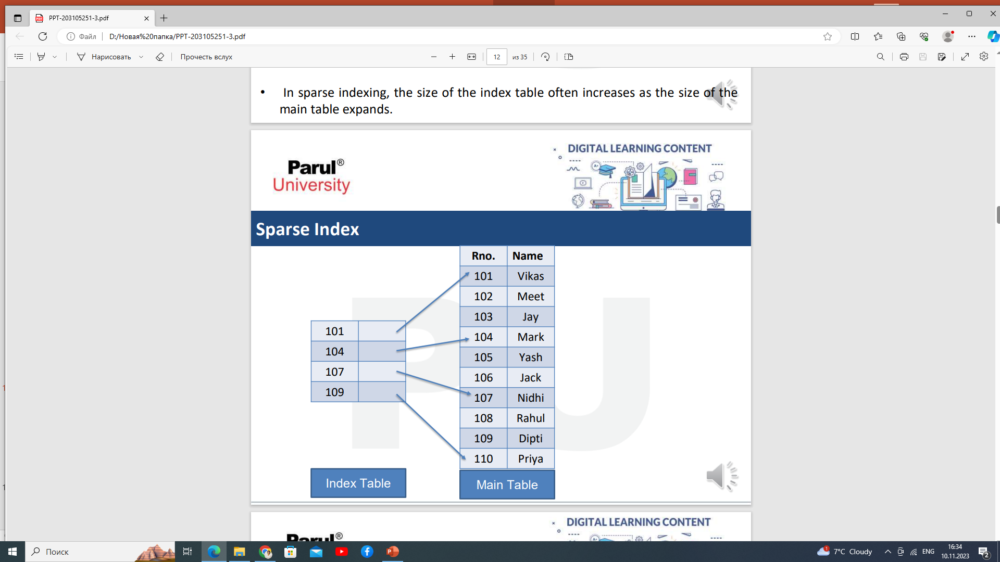 PPT-203105251-3.pdf
Файл
D:/Новая%20папка/PPT-203105251-3.pdf
Нарисовать
Прочесть вслух
12
из 35
• In sparse indexing, the size of the index table often increases as the size of the
main table expands.
DIGITAL LEARNING CONTENT
A+
Parul®
University
Sparse Index
Rno. Name
101 Vikas
102 Meet
103 Jay
104 Mark
105 Yash
106 Jack
107 Nidhi
108 Rahul
109 Dipti
110 Priya
101
104
107
109
Index Table
Main Table
DIGITAL LEARNING CONTENT
Parul®
Поиск
1
7°C Cloudy
ENG
16:34
10.11.2023
2